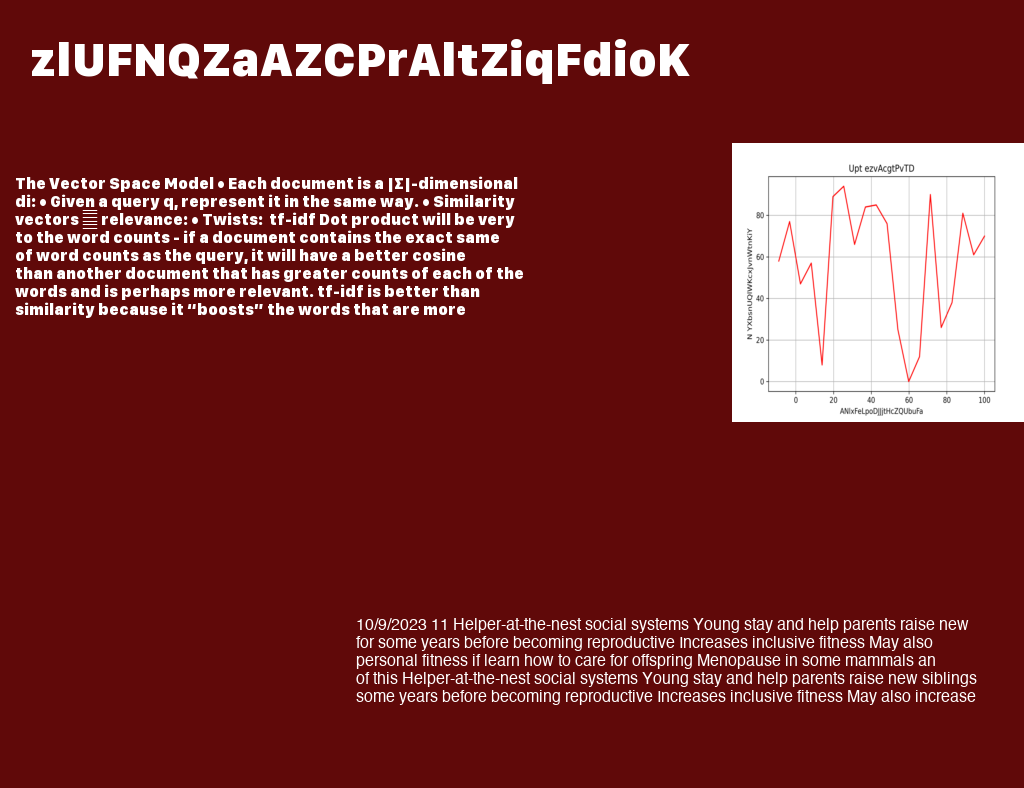 zlUFNQZaAZCPrAltZiqFdioK
The Vector Space Model • Each document is a |Σ|-dimensional
di: • Given a query q, represent it in the same way. • Similarity
vectors relevance: • Twists: tf-idf Dot product will be very
to the word counts - if a document contains the exact same
of word counts as the query, it will have a better cosine
than another document that has greater counts of each of the
words and is perhaps more relevant. tf-idf is better than
similarity because it “boosts” the words that are more
Upt ezvAcgtPvTD
80
60
40
20
0
0 20 40 60 80 100
10/9/2023 11 Helper-at-the-nest social systems Young stay and help parents raise new
for some years before becoming reproductive Increases inclusive fitness May also
personal fitness if learn how to care for offspring Menopause in some mammals an
of this Helper-at-the-nest social systems Young stay and help parents raise new siblings
some years before becoming reproductive Increases inclusive fitness May also increase